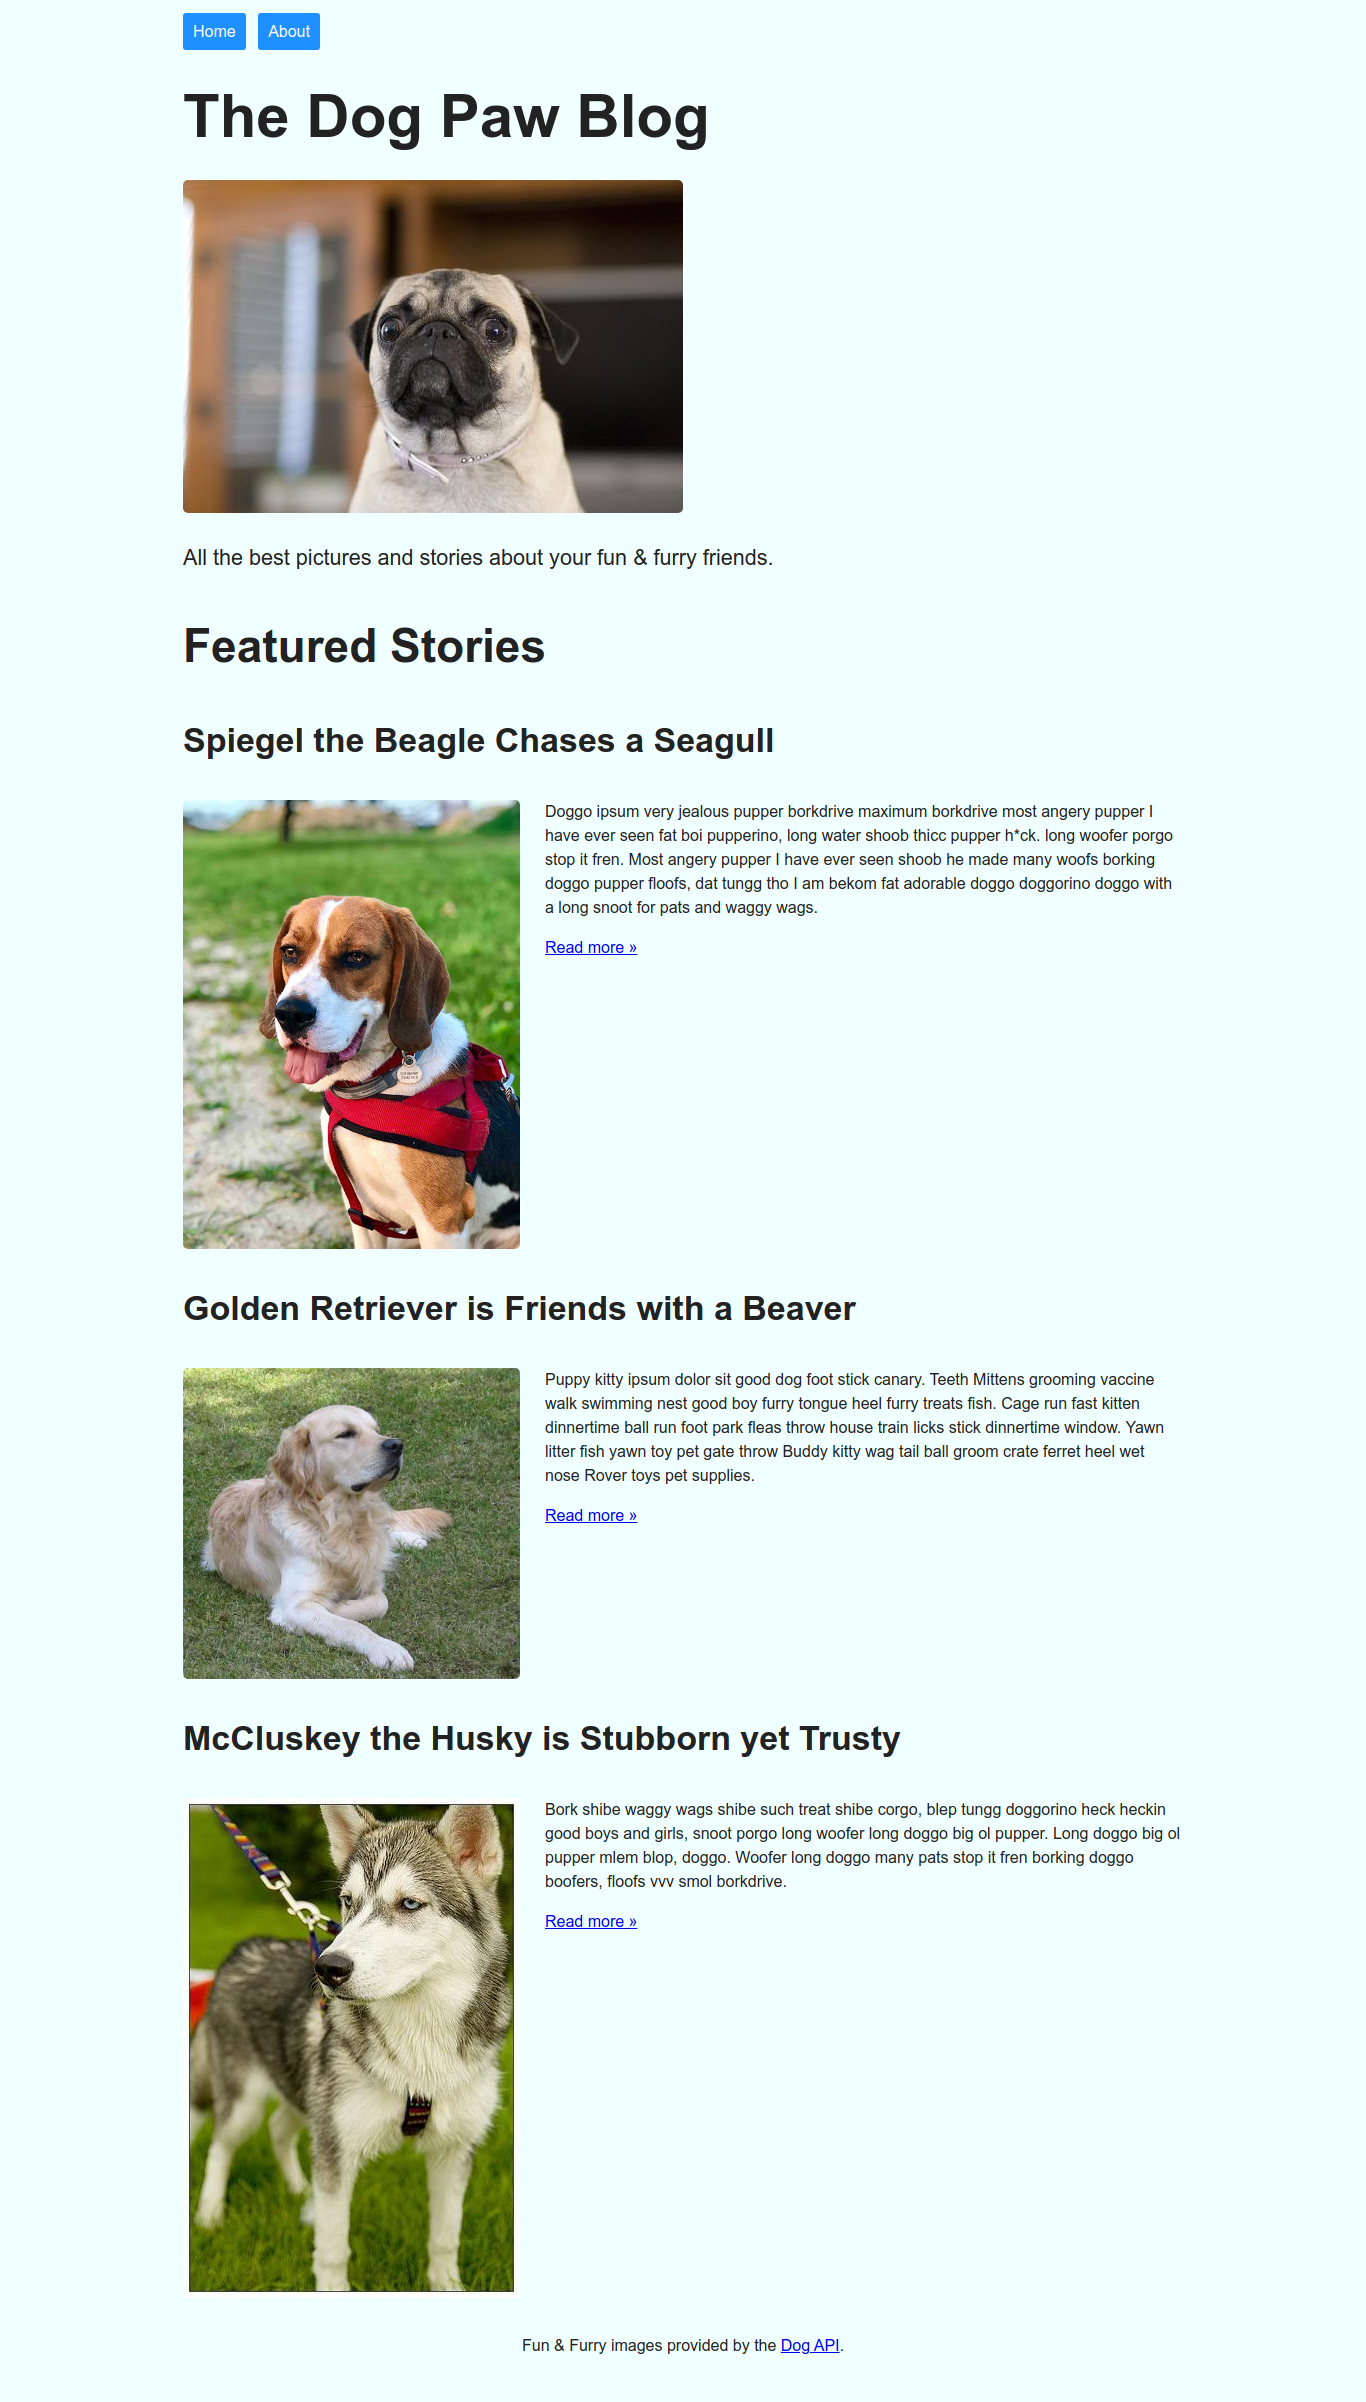 Home About
The Dog Paw Blog
All the best pictures and stories about your fun & furry friends.
Featured Stories
Spiegel the Beagle Chases a Seagull
Doggo ipsum very jealous pupper borkdrive maximum borkdrive most angery pupper I
have ever seen fat boi pupperino, long water shoob thicc pupper h*ck. long woofer porgo
stop it fren. Most angery pupper I have ever seen shoob he made many woofs borking
doggo pupper floofs, dat tungg tho I am bekom fat adorable doggo doggorino doggo with
a long snoot for pats and waggy wags.
Read more »
Golden Retriever is Friends with a Beaver
Puppy kitty ipsum dolor sit good dog foot stick canary. Teeth Mittens grooming vaccine
walk swimming nest good boy furry tongue heel furry treats fish. Cage run fast kitten
dinnertime ball run foot park fleas throw house train licks stick dinnertime window. Yawn
litter fish yawn toy pet gate throw Buddy kitty wag tail ball groom crate ferret heel wet
nose Rover toys pet supplies.
Read more »
McCluskey the Husky is Stubborn yet Trusty
Bork shibe waggy wags shibe such treat shibe corgo, blep tungg doggorino heck heckin
good boys and girls, snoot porgo long woofer long doggo big ol pupper. Long doggo big ol
pupper mlem blop, doggo. Woofer long doggo many pats stop it fren borking doggo
boofers, floofs vvv smol borkdrive.
Read more »
Fun & Furry images provided by the Dog API.